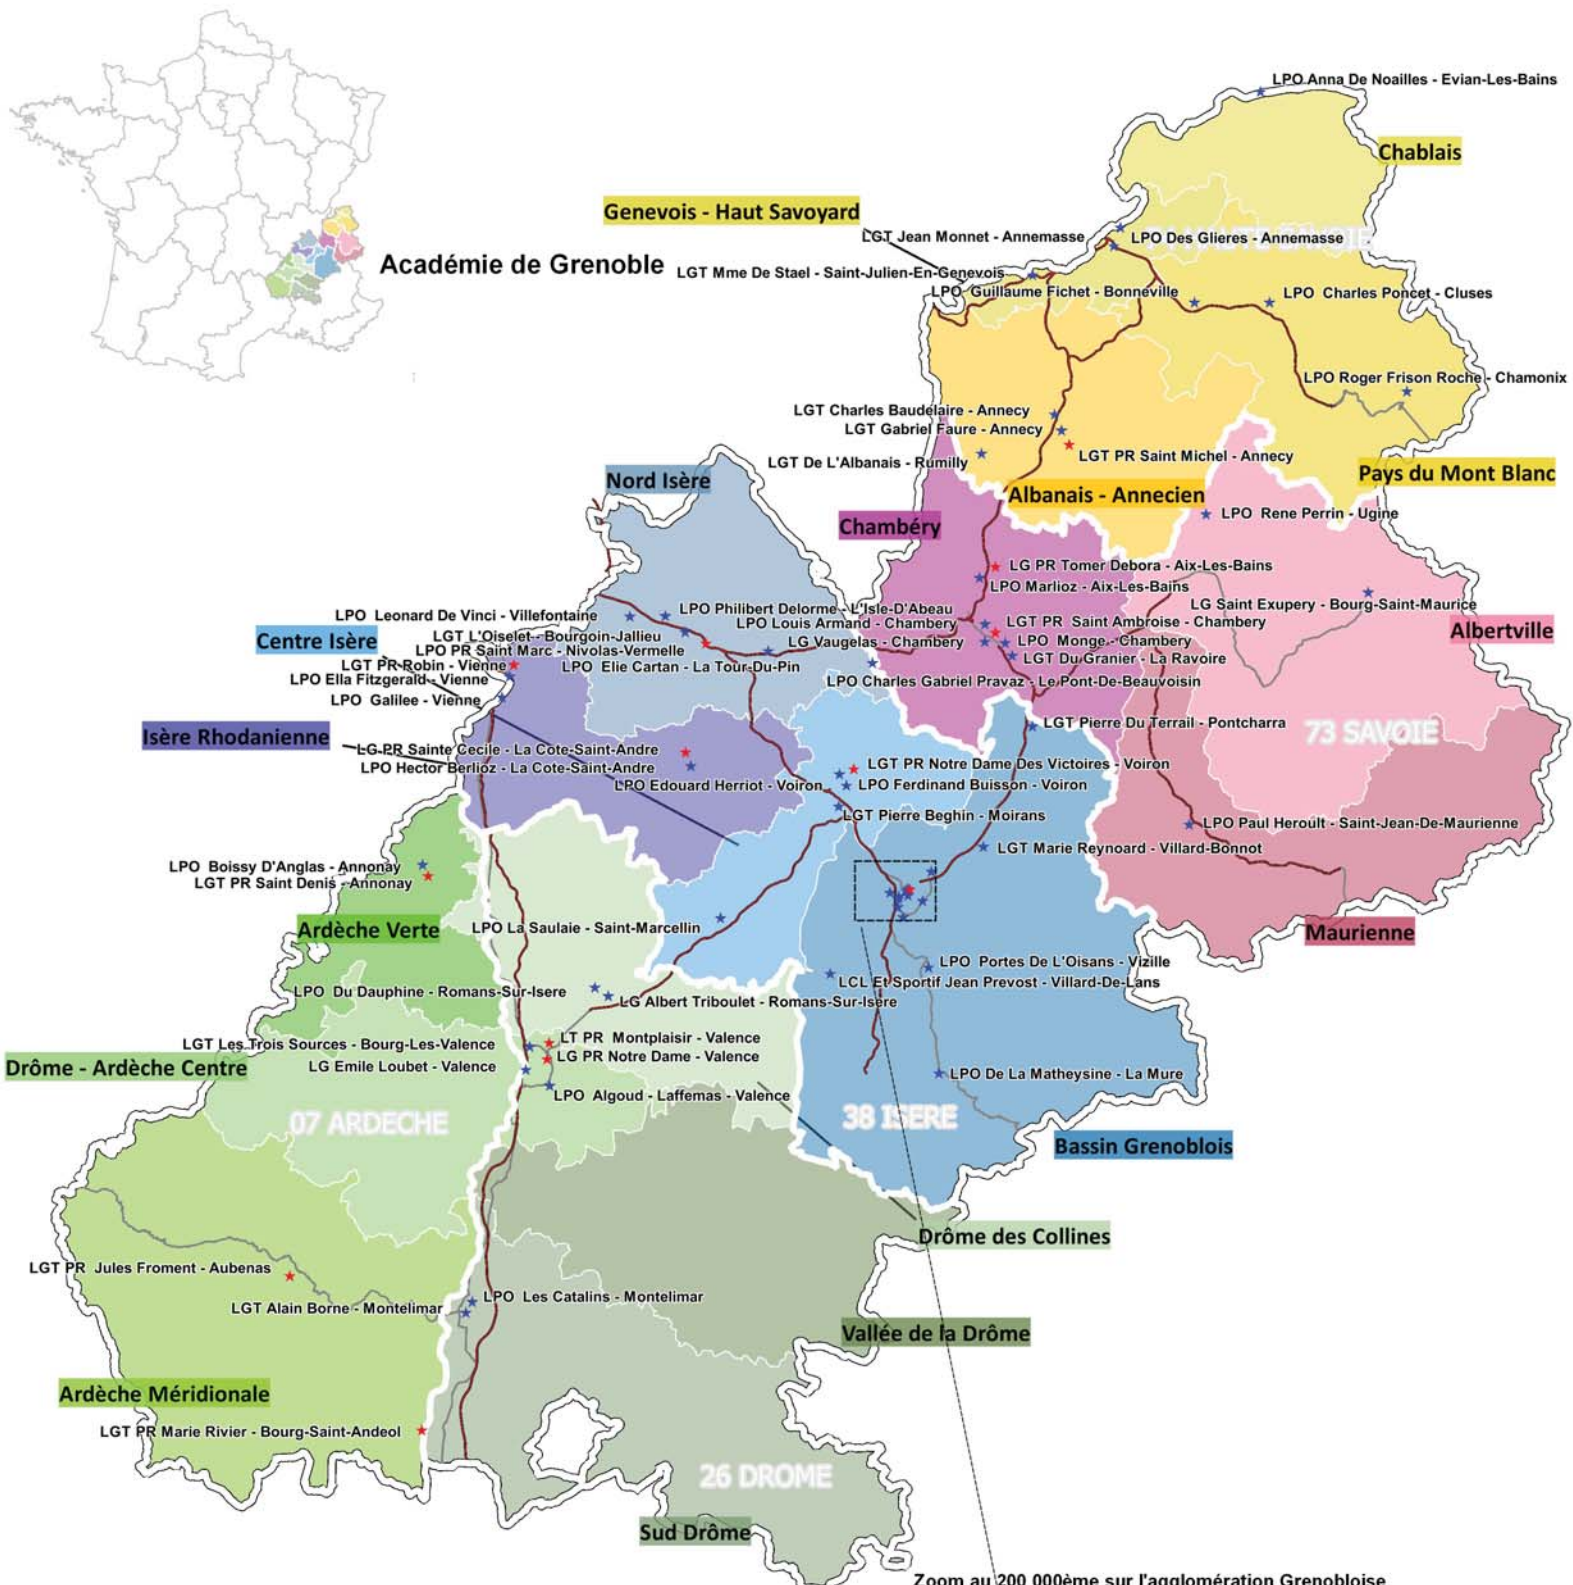 LPO Anna De Noailles - Evian-Les-Bains
Chablais
Genevois - Haut Savoyard
LGT Jean Monnet - Annemasse
LPO Des Glieres - Annemasse
74 HAUTE SAVOIE
Académie de Grenoble
LGT Mme De Stael - Saint-Julien-En-Genevois
LPO Guillaume Fichet - Bonneville
LPO Charles Poncet - Cluses
LPO Roger Frison Roche - Chamonix
LGT Charles Baudelaire - Annecy
LGT Gabriel Faure - Annecy
LGT De L'Albanais - Rumilly
LGT PR Saint Michel - Annecy
Pays du Mont Blanc
Nord Isère
Albanais - Annecien
Chambéry
LPO Rene Perrin - Ugine
LG PR Tomer Debora - Aix-Les-Bains
LPO Marlioz - Aix-Les-Bains
LG Saint Exupery - Bourg-Saint-Maurice
LPO Leonard De Vinci - Villefontaine
LPO Philibert Delorme - L'Isle-D'Abeau
LPO Louis Armand - Chambery
LGT PR Saint Ambroise - Chambery
Albertville
Centre Isère
LGT L'Oiselet - Bourgoin-Jallieu
LG Vaugelas - Chambery
LPO Monge - Chambery
LPO PR Saint Marc - Nivolas-Vermelle
LGT Du Granier - La Ravoire
LGT PR Robin - Vienne
LPO Elie Cartan - La Tour-Du-Pin
LPO Ella Fitzgerald - Vienne
LPO Charles Gabriel Pravaz - Le Pont-De-Beauvoisin
LPO Galilee - Vienne
LGT Pierre Du Terrail - Pontcharra
73 SAVOIE
Isère Rhodanienne
LG PR Sainte Cecile - La Cote-Saint-Andre
LPO Hector Berlioz - La Cote-Saint-Andre
LGT PR Notre Dame Des Victoires - Voiron
LPO Edouard Herriot - Voiron
LPO Ferdinand Buisson - Voiron
LGT Pierre Beghin - Moirans
LPO Paul Heroult - Saint-Jean-De-Maurienne
LGT Marie Reynoard - Villard-Bonnot
LPO Boissy D'Anglas - Annonay
LGT PR Saint Denis - Annonay
Ardèche Verte
LPO La Saulaie - Saint-Marcellin
Maurienne
LPO Portes De L'Oisans - Vizille
LCL Et Sportif Jean Prevost - Villard-De-Lans
LPO Du Dauphine - Romans-Sur-Isere
LG Albert Triboulet - Romans-Sur-Isere
LGT Les Trois Sources - Bourg-Les-Valence
LT PR Montplaisir - Valence
LG PR Notre Dame - Valence
Drôme - Ardèche Centre
LG Emile Loubet - Valence
LPO De La Matheysine - La Mure
LPO Algoud - Laffemas - Valence
07 ARDECHE
38 ISERE
Bassin Grenoblois
Drôme des Collines
LGT PR Jules Froment - Aubenas
LPO Les Catalins - Montelimar
LGT Alain Borne - Montelimar
Vallée de la Drôme
Ardèche Méridionale
LGT PR Marie Rivier - Bourg-Saint-Andeol
26 DROME
Sud Drôme
Zoom au 200 000ème sur l'agglomération Grenobloise